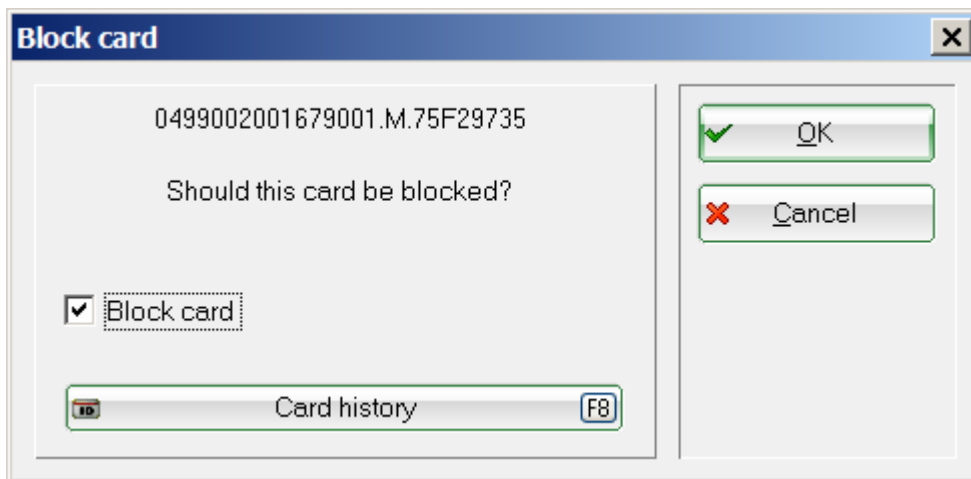 Block card
0499002001679001.M.75F29735
Should this card be blocked?
Block card
Card history F8
OK
Cancel